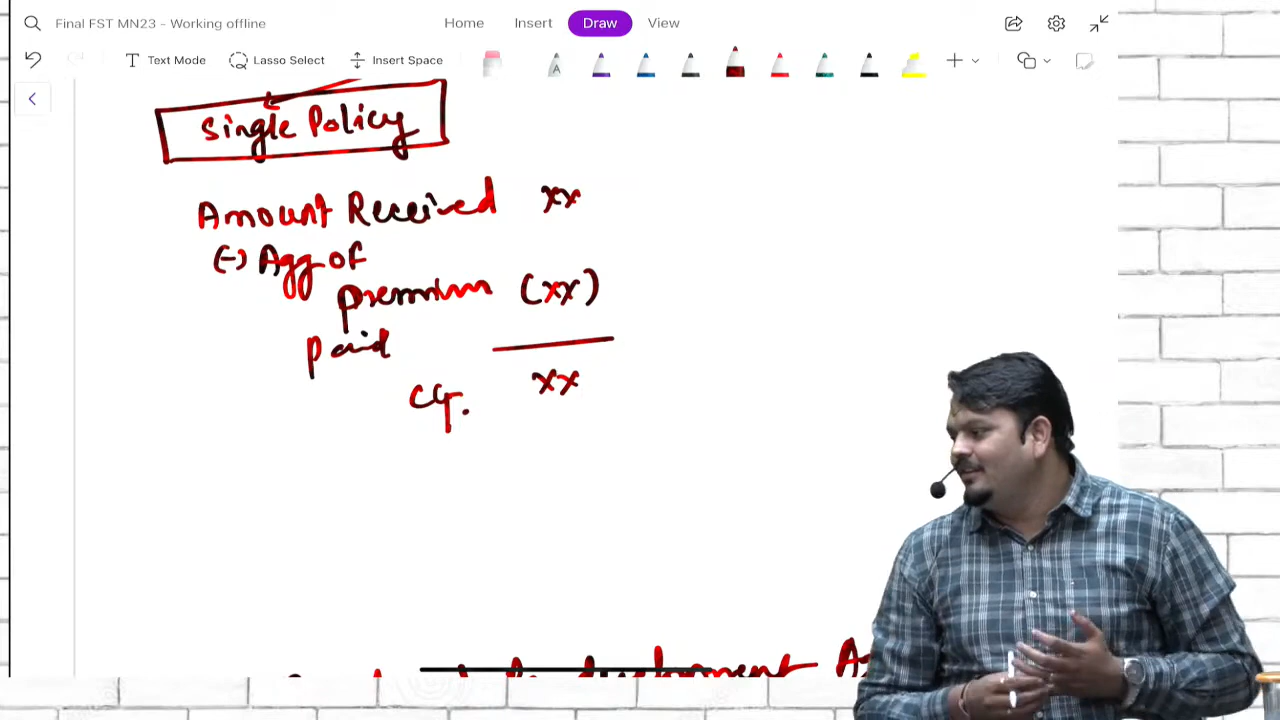 Final FST MN23 - Working offline
Home Insert Draw View
Text Mode Lasso Select Insert Space
Single Policy
Amount Received xx
(-) Agg of
premium (xx)
paid
xx
CG.